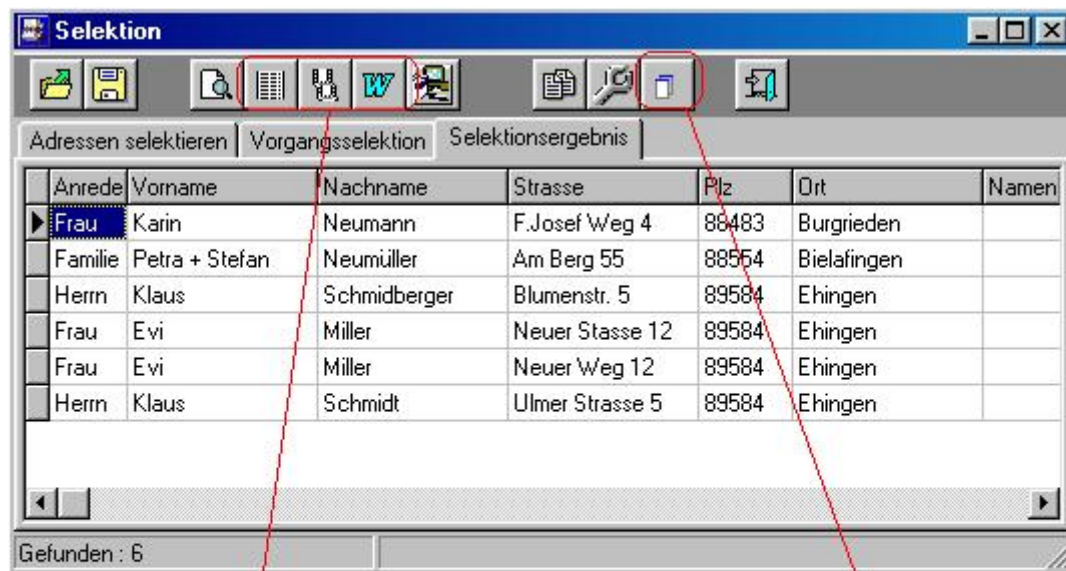 Selektion
W
Adressen selektieren Vorgangsselektion Selektionsergebnis
Anrede Vorname Nachname Strasse Plz Ort Namen
Frau Karin Neumann F.Josef Weg 4 88483 Burgrieden
Familie Petra + Stefan Neumüller Am Berg 55 88554 Bielafingen
Herrn Klaus Schmidberger Blumenstr. 5 89584 Ehingen
Frau Evi Miller Neuer Stasse 12 89584 Ehingen
Frau Evi Miller Neuer Weg 12 89584 Ehingen
Herrn Klaus Schmidt Ulmer Strasse 5 89584 Ehingen
Gefunden : 6